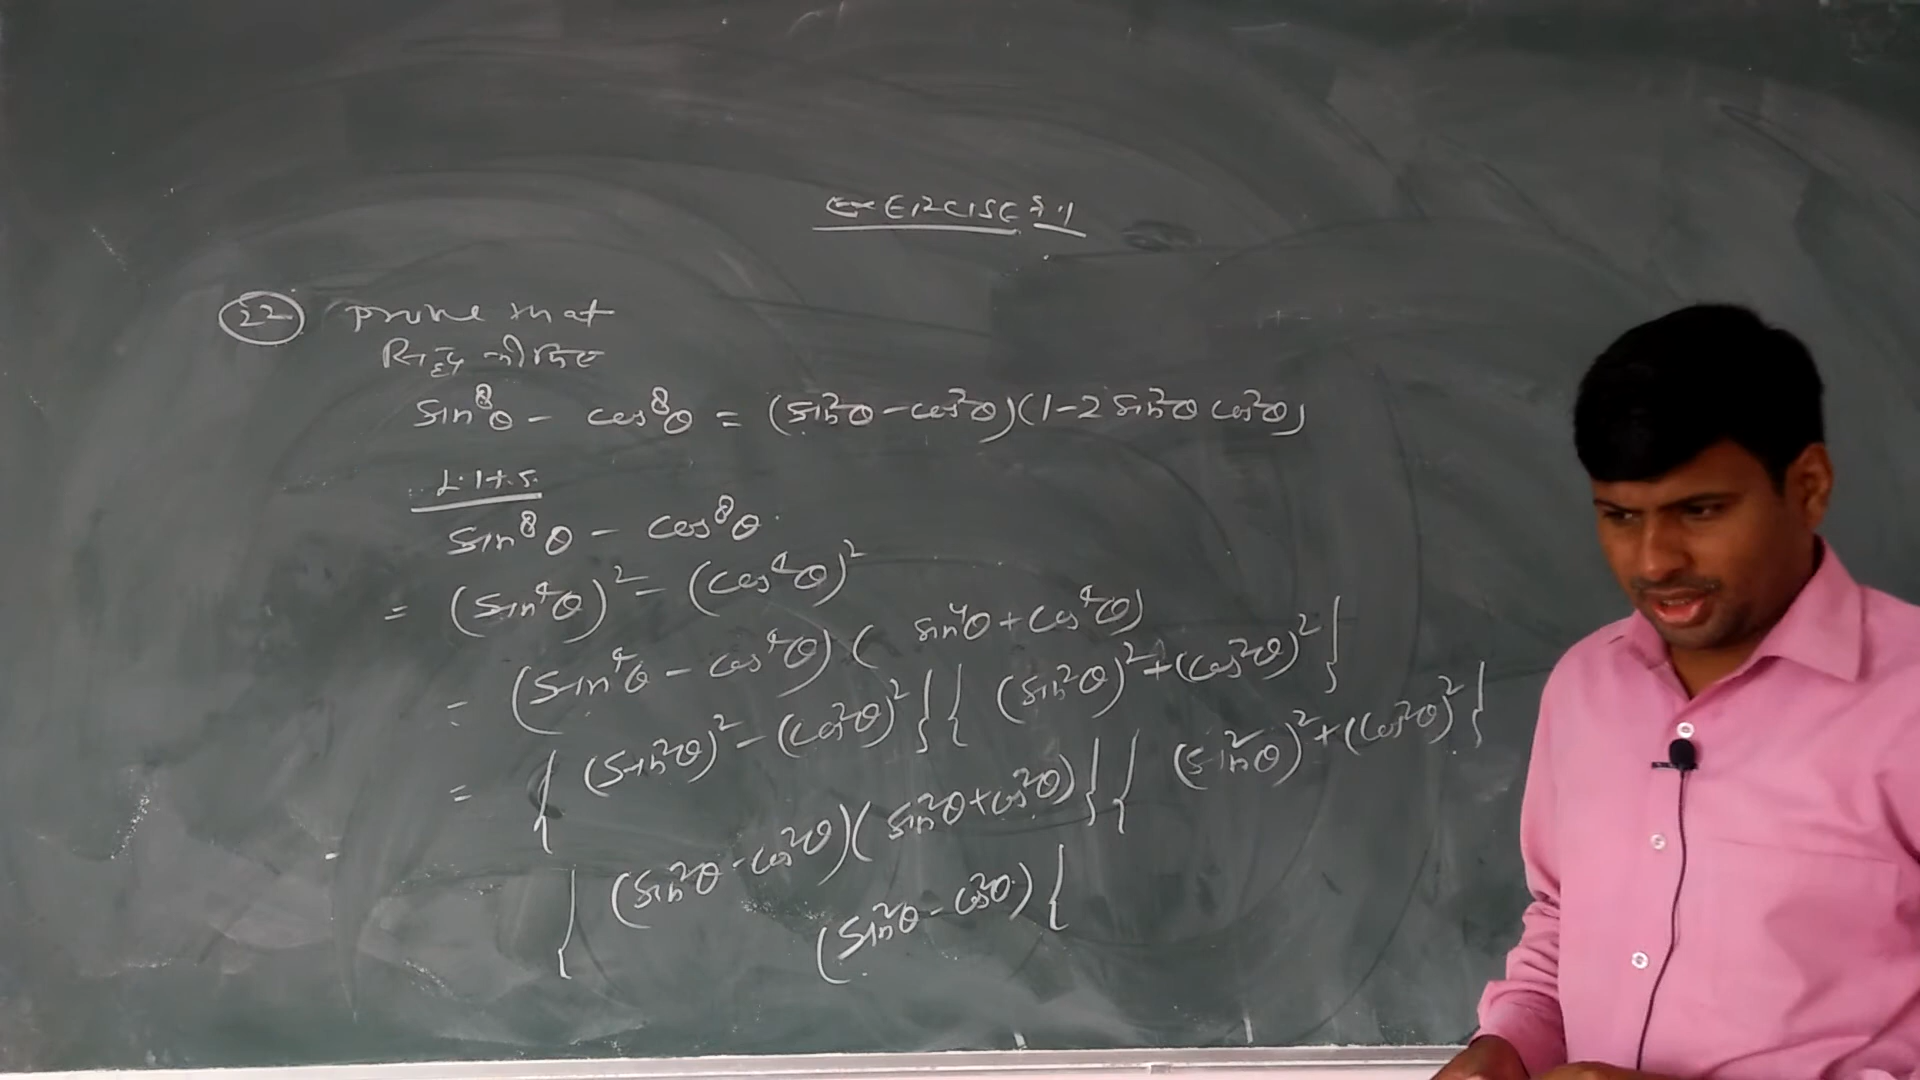 EXERCISE 9.1
22 prove that
सिद्ध कीजिए
sin⁸θ - cos⁸θ = (sin²θ - cos²θ)(1-2 sin²θ cos²θ)
L.H.S.
sin⁸θ - cos⁸θ
= (sin⁴θ)² - (cos⁴θ)²
= (sin⁴θ - cos⁴θ)( sin⁴θ + cos⁴θ)
= { (sin²θ)² - (cos²θ)² }{ (sin²θ)² + (cos²θ)² }
{ (sin²θ - cos²θ)( sin²θ + cos²θ) }{ (sin²θ)² + (cos²θ)² }
(sin²θ - cos²θ) {